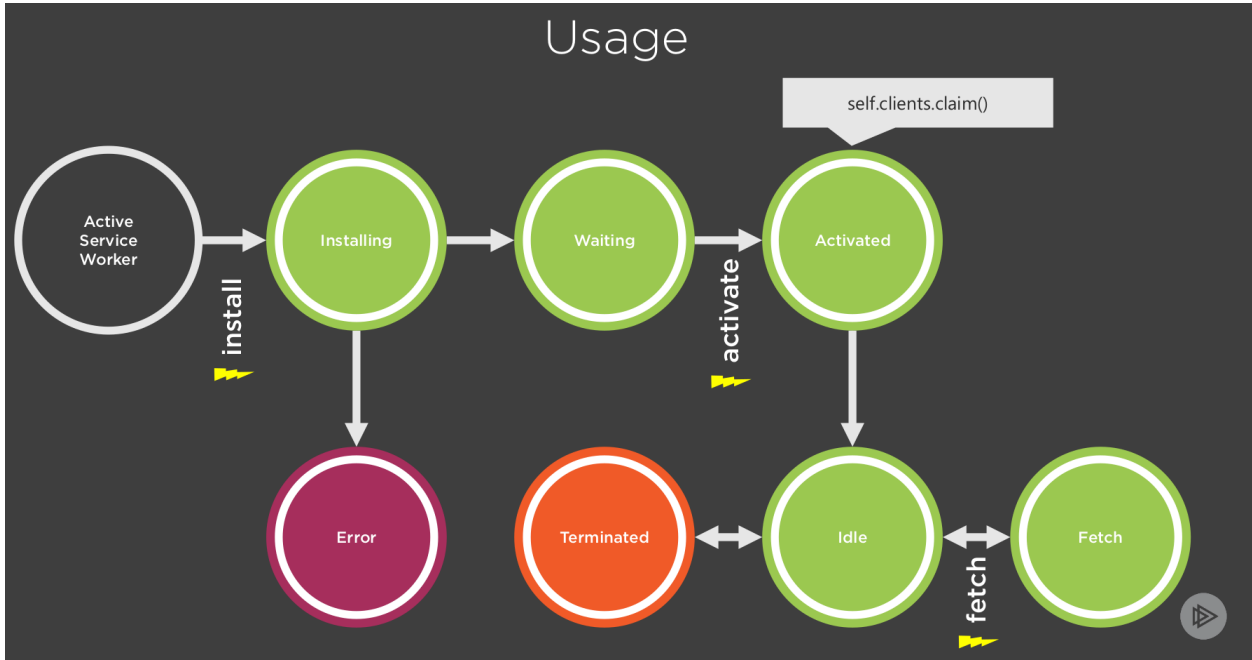 Usage
self.clients.claim()
Active
Service
Worker
install
Installing
Waiting
activate
Activated
Error
Terminated
Idle
fetch
Fetch